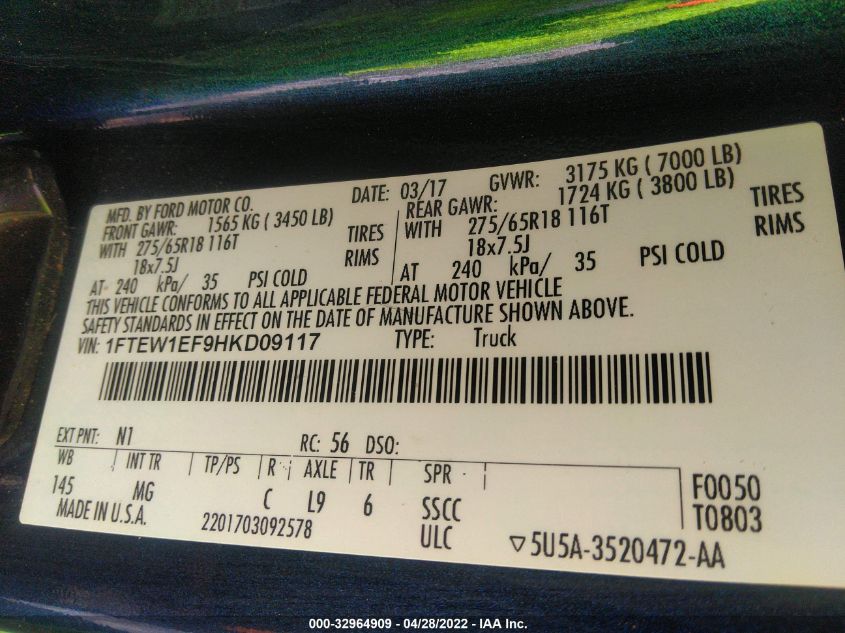 MFD. BY FORD MOTOR CO. DATE: 03/17 GVWR: 3175 KG ( 7000 LB)
FRONT GAWR: 1565 KG ( 3450 LB) REAR GAWR: 1724 KG ( 3800 LB)
WITH 275/65R18 116T TIRES WITH 275/65R18 116T TIRES
18x7.5J RIMS 18x7.5J RIMS
AT 240 kPa/ 35 PSI COLD AT 240 kPa/ 35 PSI COLD
THIS VEHICLE CONFORMS TO ALL APPLICABLE FEDERAL MOTOR VEHICLE
SAFETY STANDARDS IN EFFECT ON THE DATE OF MANUFACTURE SHOWN ABOVE.
VIN: 1FTEW1EF9HKD09117 TYPE: Truck
EXT PNT: N1 RC: 56 DSO:
WB INT TR TP/PS R AXLE TR SPR
145 MG C L9 6 SSCC F0050
MADE IN U.S.A. 2201703092578 ULC T0803
▽5U5A-3520472-AA
000-32964909 / 04/28/2022 - IAA Inc.